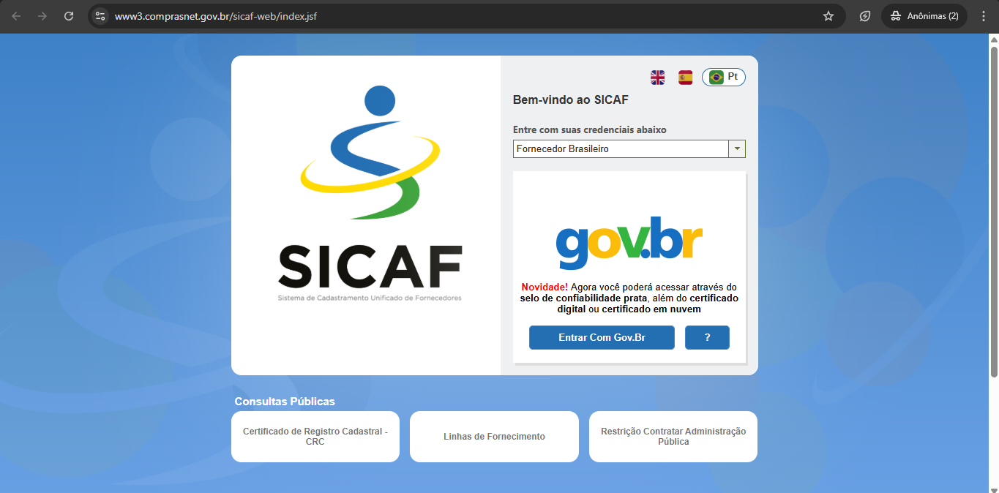 www3.comprasnet.gov.br/sicaf-web/index.jsf
Anônimas (2)
Pt
Bem-vindo ao SICAF
Entre com suas credenciais abaixo
Fornecedor Brasileiro
SICAF
Sistema de Cadastramento Unificado de Fornecedores
gov.br
Novidade! Agora você poderá acessar através do
selo de confiabilidade prata, além do certificado
digital ou certificado em nuvem
Entrar Com Gov.Br
?
Consultas Públicas
Certificado de Registro Cadastral -
CRC
Linhas de Fornecimento
Restrição Contratar Administração
Pública